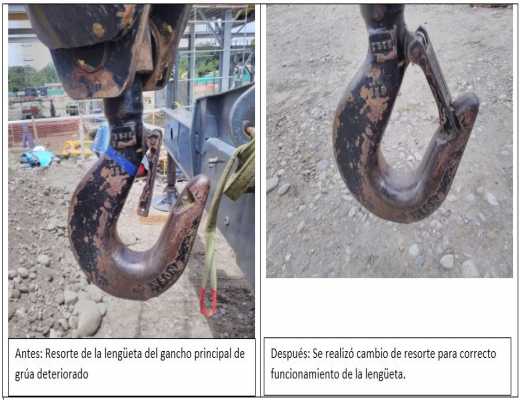 Antes: Resorte de la lengüeta del gancho principal de
grúa deteriorado
Después: Se realizó cambio de resorte para correcto
funcionamiento de la lengüeta.